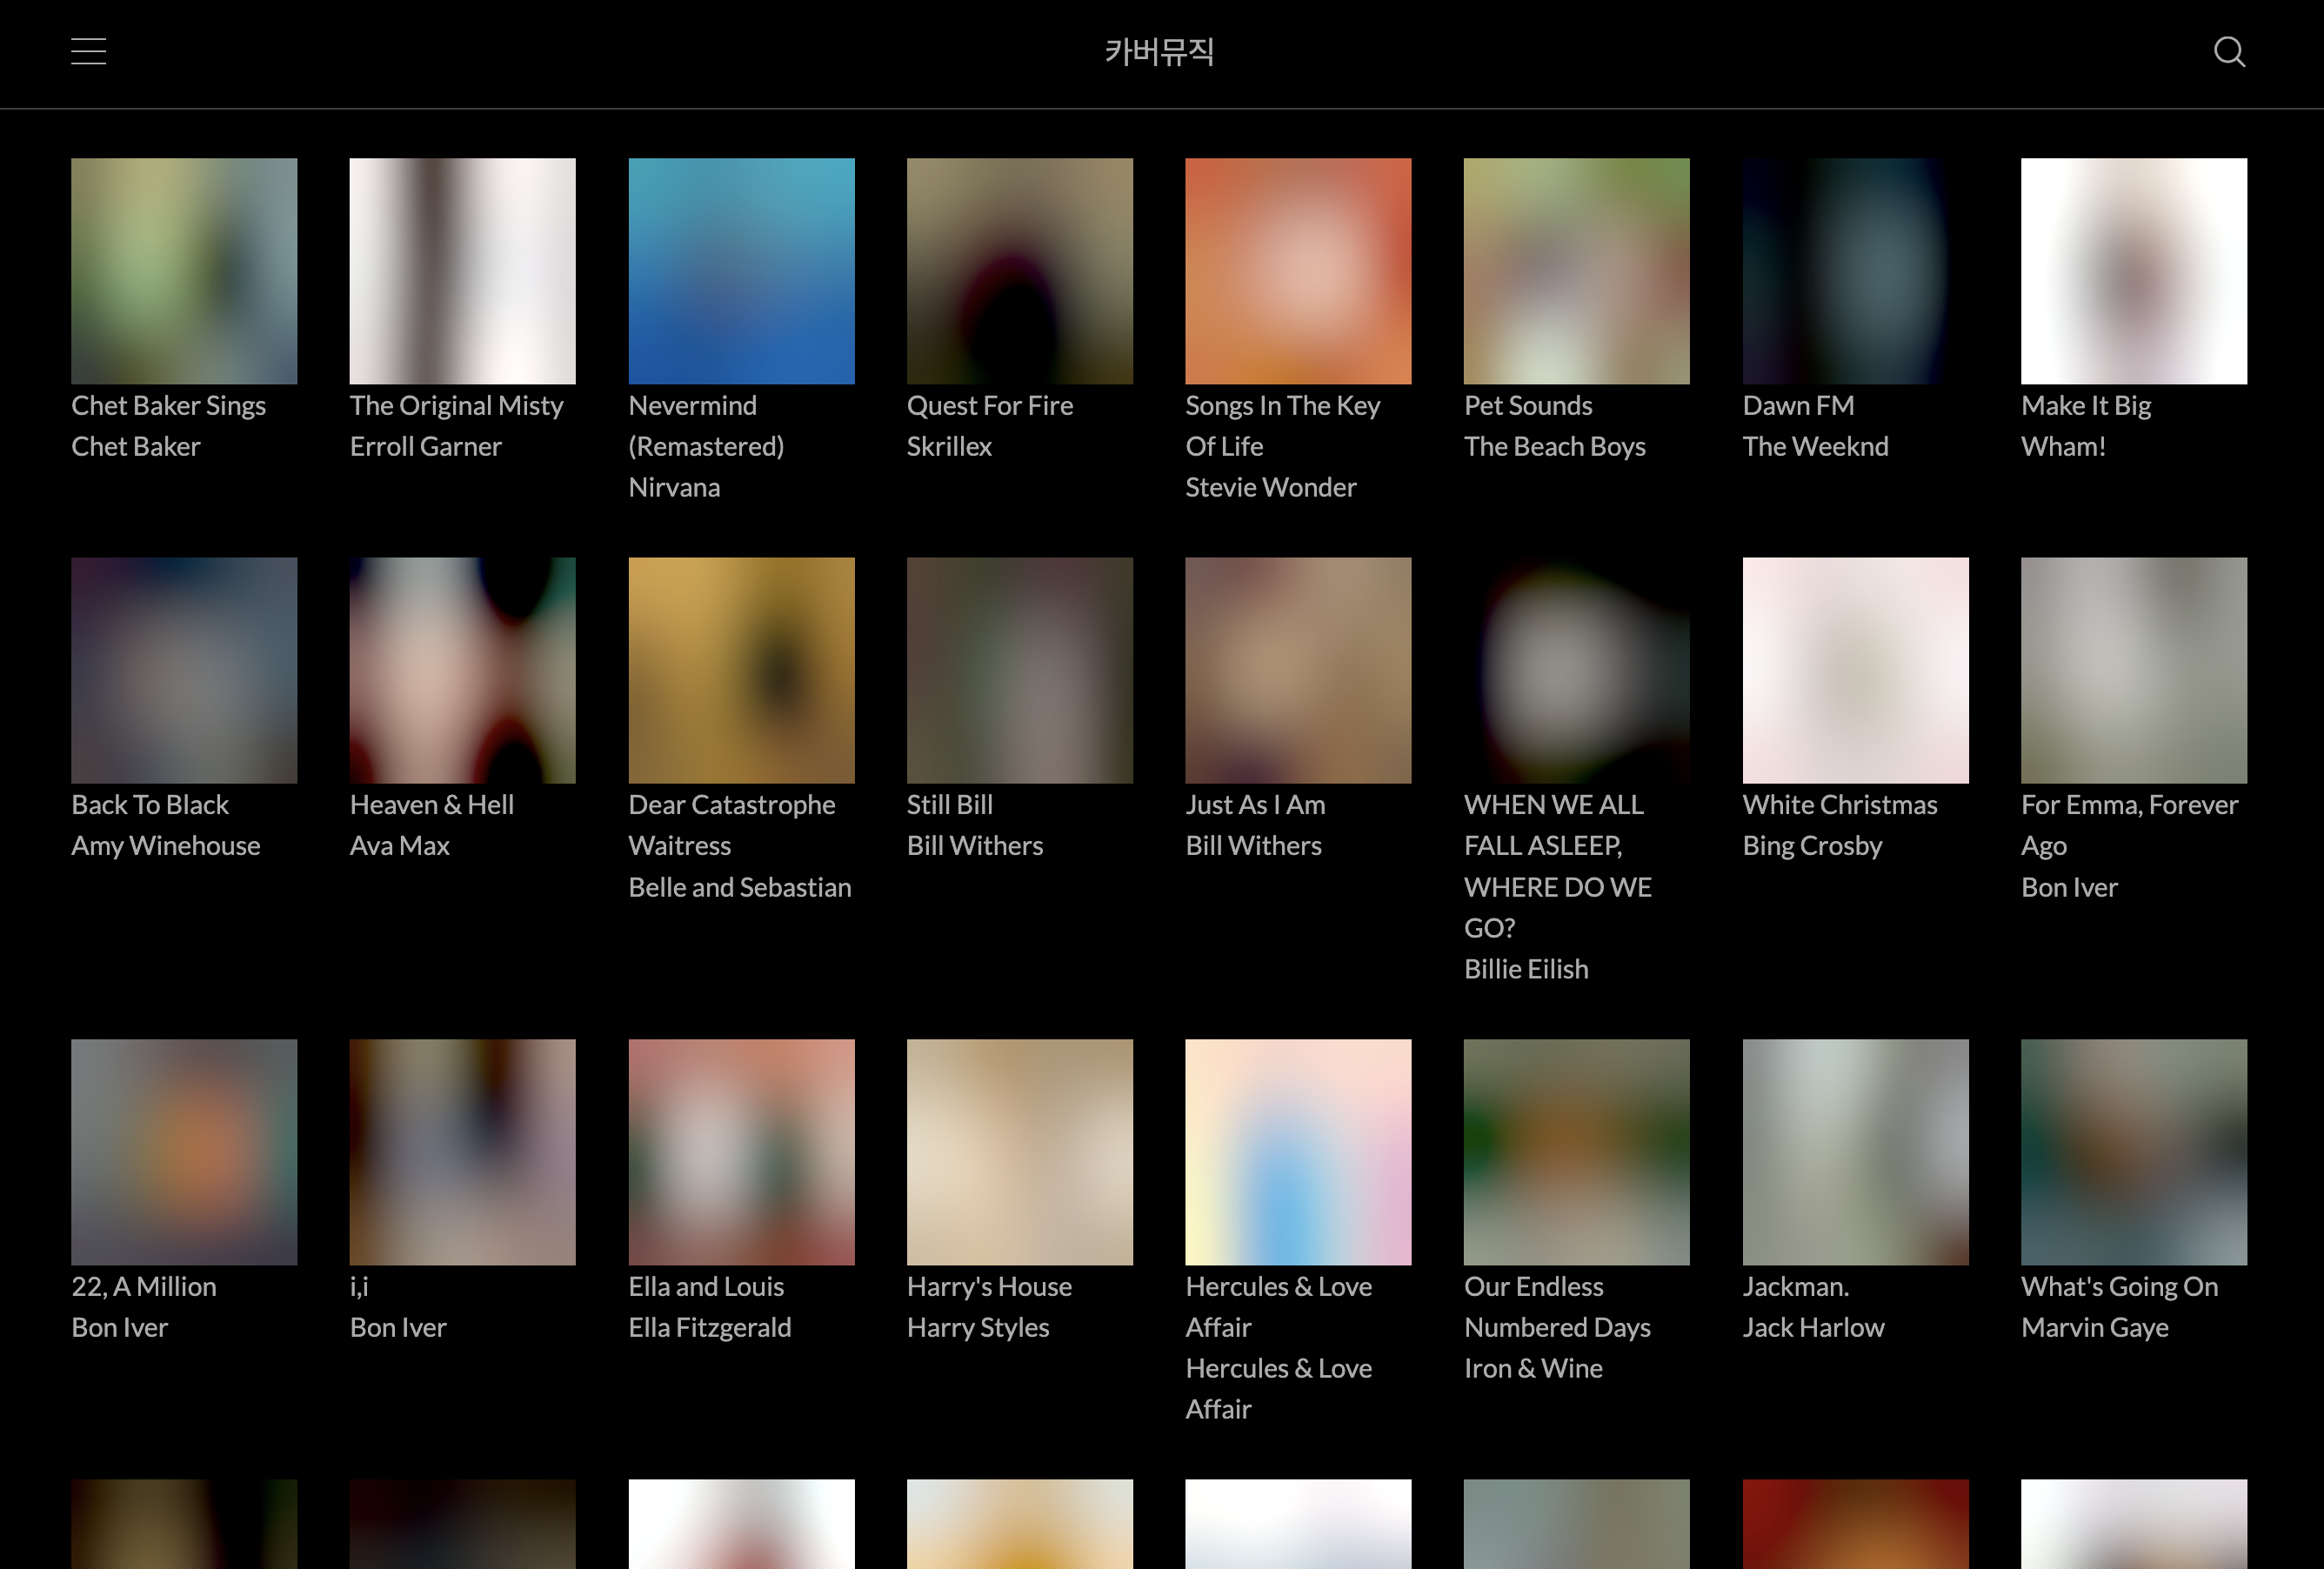 카버뮤직
Chet Baker Sings
Chet Baker
The Original Misty
Erroll Garner
Nevermind
(Remastered)
Nirvana
Quest For Fire
Skrillex
Songs In The Key
Of Life
Stevie Wonder
Pet Sounds
The Beach Boys
Dawn FM
The Weeknd
Make It Big
Wham!
Back To Black
Amy Winehouse
Heaven & Hell
Ava Max
Dear Catastrophe
Waitress
Belle and Sebastian
Still Bill
Bill Withers
Just As I Am
Bill Withers
WHEN WE ALL
FALL ASLEEP,
WHERE DO WE
GO?
Billie Eilish
White Christmas
Bing Crosby
For Emma, Forever
Ago
Bon Iver
22, A Million
Bon Iver
i,i
Bon Iver
Ella and Louis
Ella Fitzgerald
Harry's House
Harry Styles
Hercules & Love
Affair
Hercules & Love
Affair
Our Endless
Numbered Days
Iron & Wine
Jackman.
Jack Harlow
What's Going On
Marvin Gaye